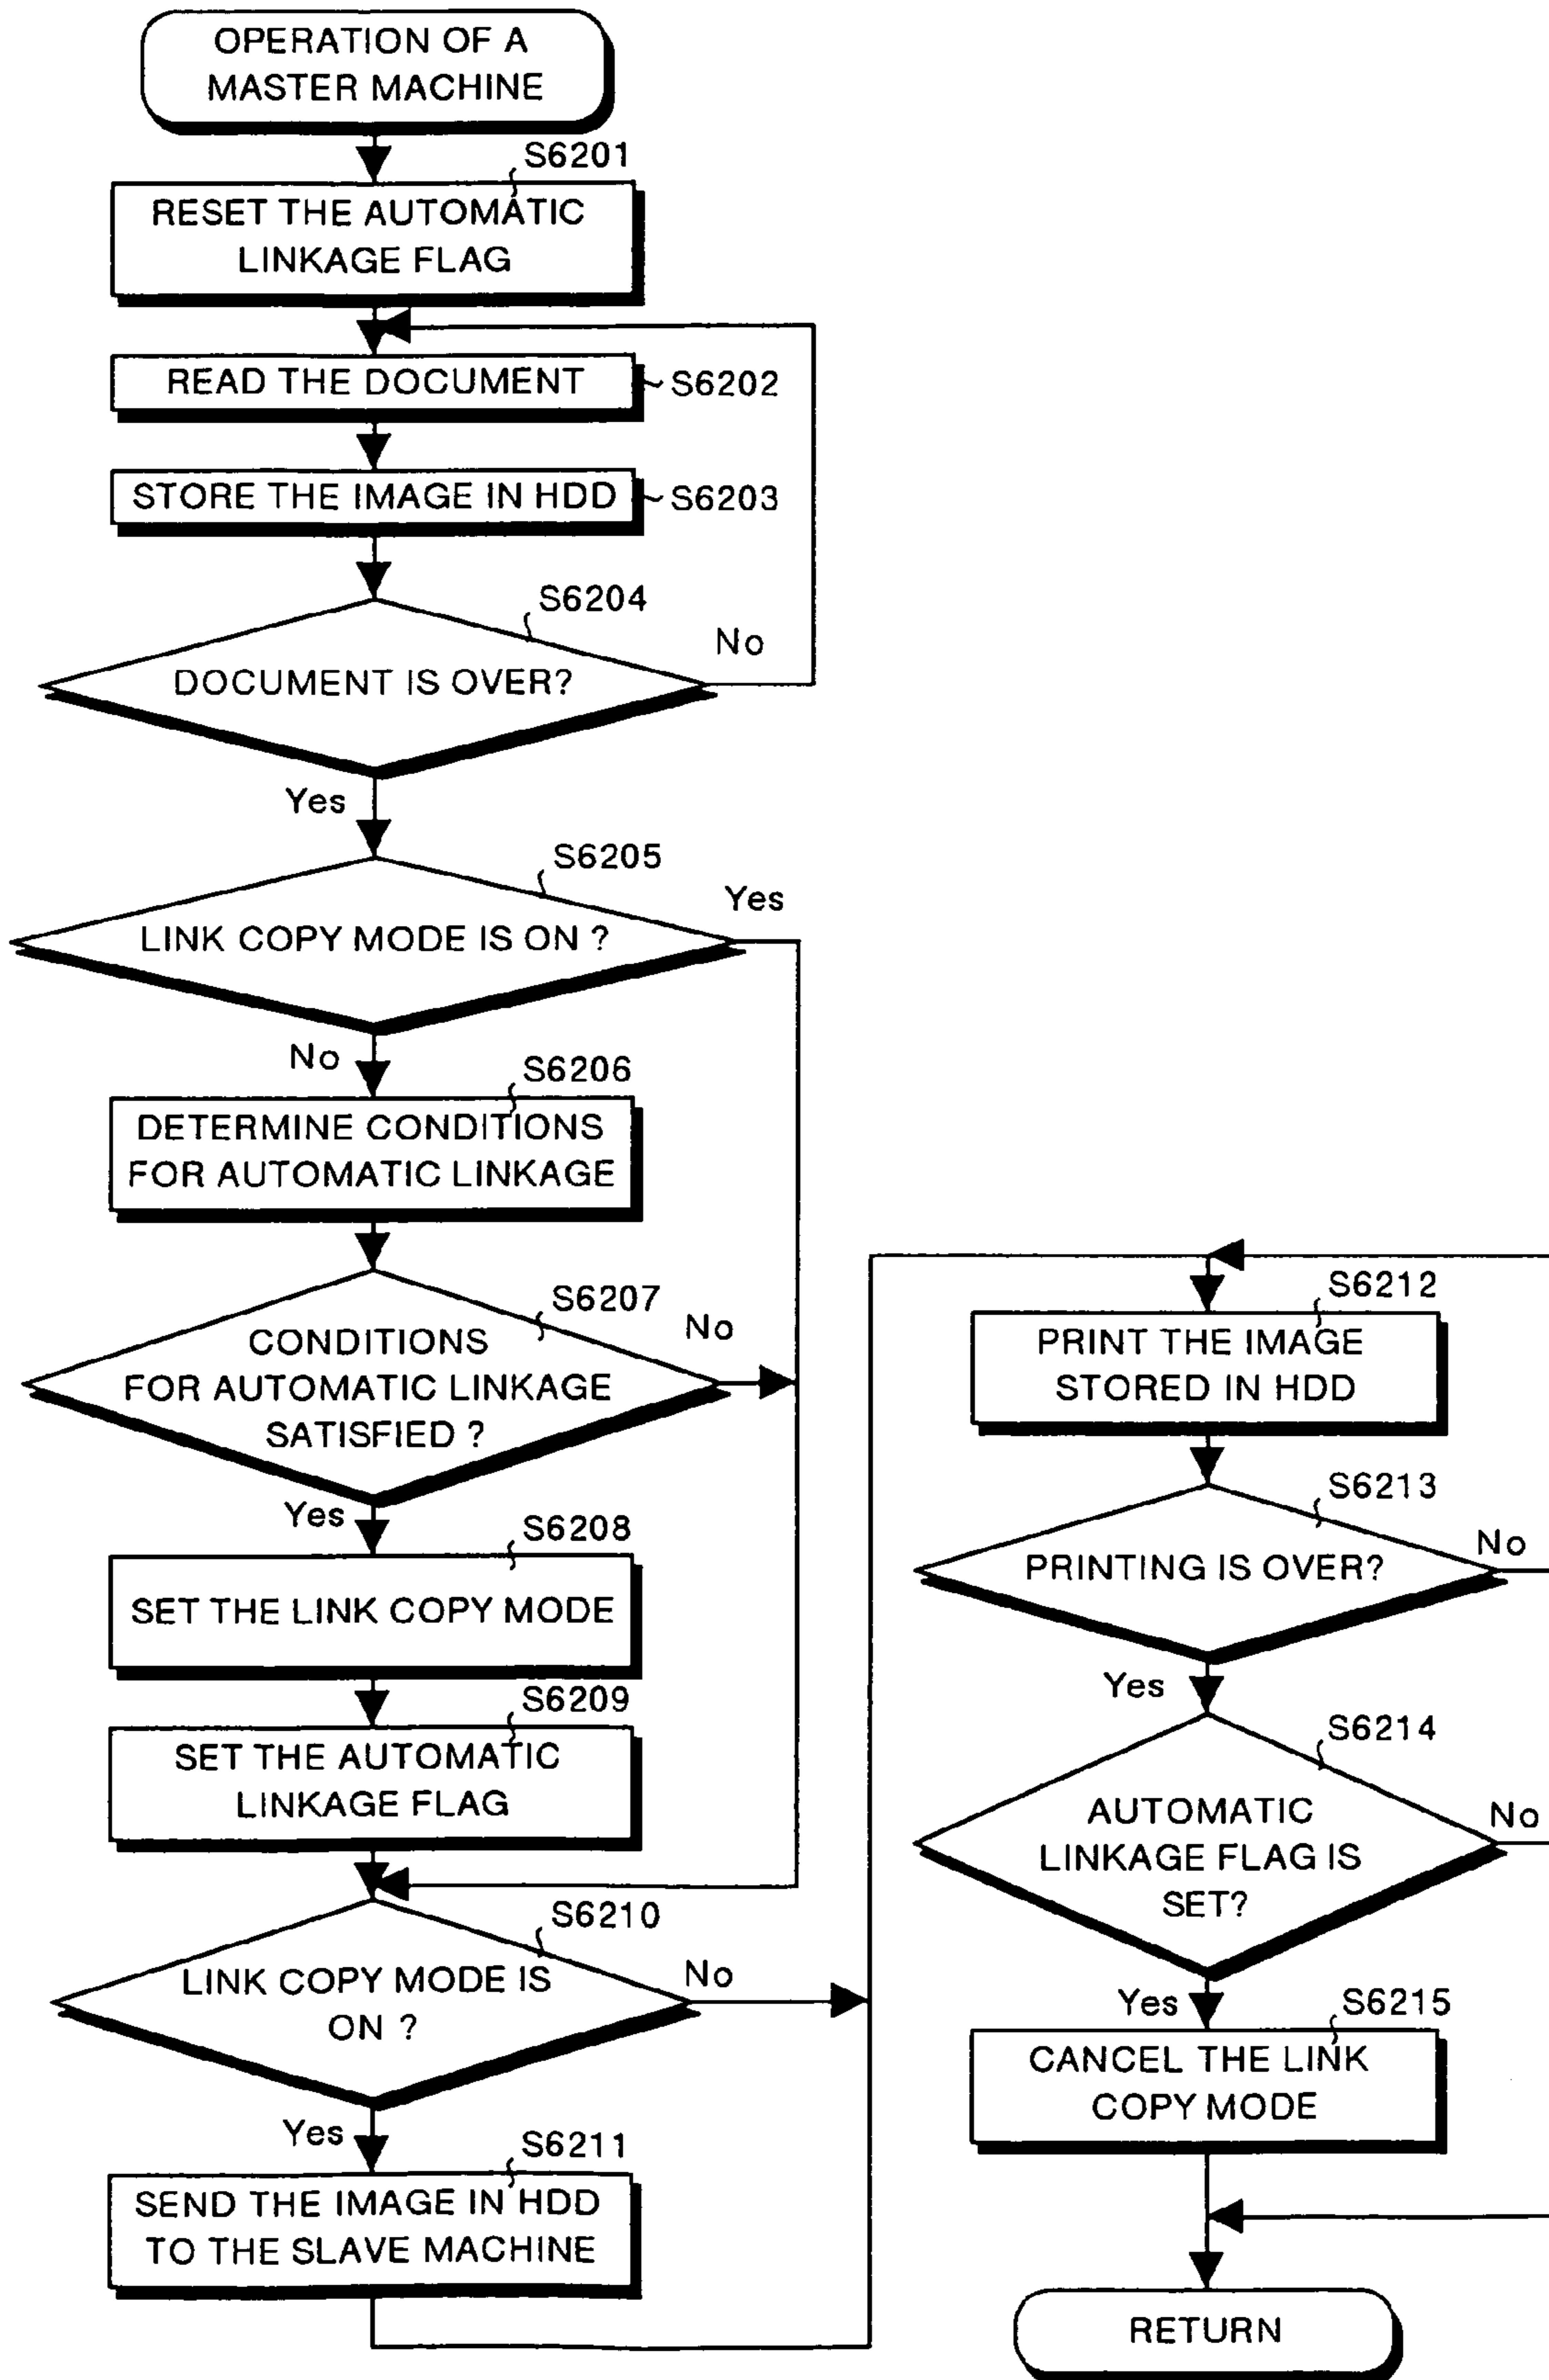 OPERATION OF A
MASTER MACHINE
S6201
RESET THE AUTOMATIC
LINKAGE FLAG
READ THE DOCUMENT
S6202
STORE THE IMAGE IN HDD
S6203
S6204
No
DOCUMENT IS OVER?
Yes
S6205
Yes
LINK COPY MODE IS ON ?
No
S6206
DETERMINE CONDITIONS
FOR AUTOMATIC LINKAGE
S6207
No
CONDITIONS
FOR AUTOMATIC LINKAGE
SATISFIED ?
Yes
S6208
SET THE LINK COPY MODE
S6209
SET THE AUTOMATIC
LINKAGE FLAG
S6210
No
LINK COPY MODE IS
ON ?
Yes
S6211
SEND THE IMAGE IN HDD
TO THE SLAVE MACHINE
S6212
PRINT THE IMAGE
STORED IN HDD
S6213
No
PRINTING IS OVER?
Yes
S6214
No
AUTOMATIC
LINKAGE FLAG IS
SET?
Yes
S6215
CANCEL THE LINK
COPY MODE
RETURN